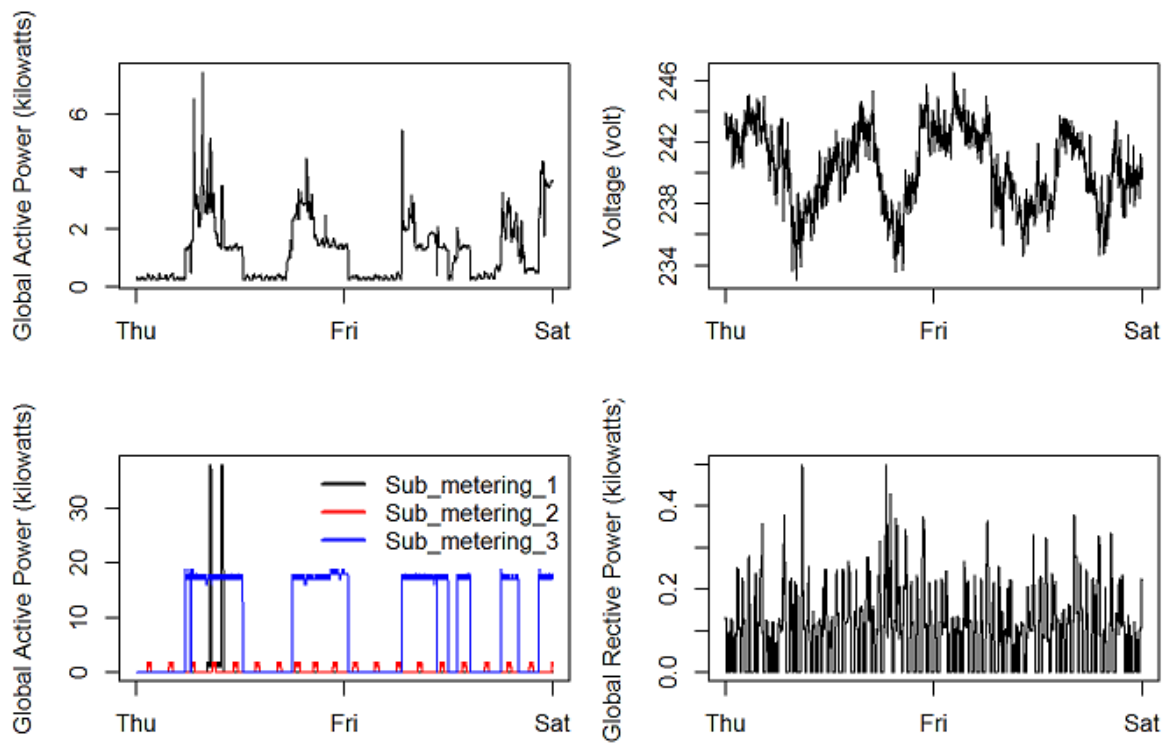 Global Active Power (kilowatts)
6
4
2
0
Thu Fri Sat
Voltage (volt)
246
242
238
234
Thu Fri Sat
Global Active Power (kilowatts)
30
20
10
0
Sub_metering_1
Sub_metering_2
Sub_metering_3
Thu Fri Sat
Global Rective Power (kilowatts)
0.4
0.2
0.0
Thu Fri Sat